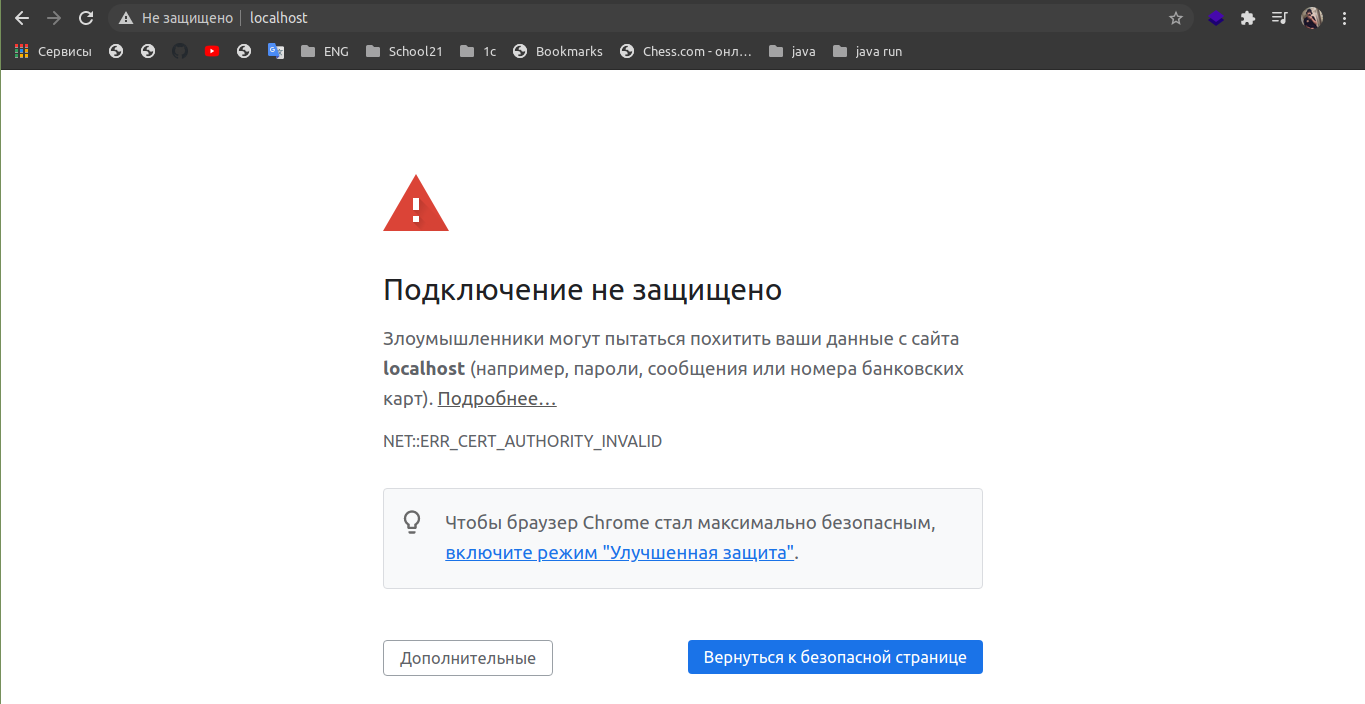 Не защищено localhost
Сервисы ENG School21 1c Bookmarks Chess.com - онл... java java run
Подключение не защищено
Злоумышленники могут пытаться похитить ваши данные с сайта
localhost (например, пароли, сообщения или номера банковских
карт). Подробнее…
NET::ERR_CERT_AUTHORITY_INVALID
Чтобы браузер Chrome стал максимально безопасным,
включите режим "Улучшенная защита".
Дополнительные Вернуться к безопасной странице